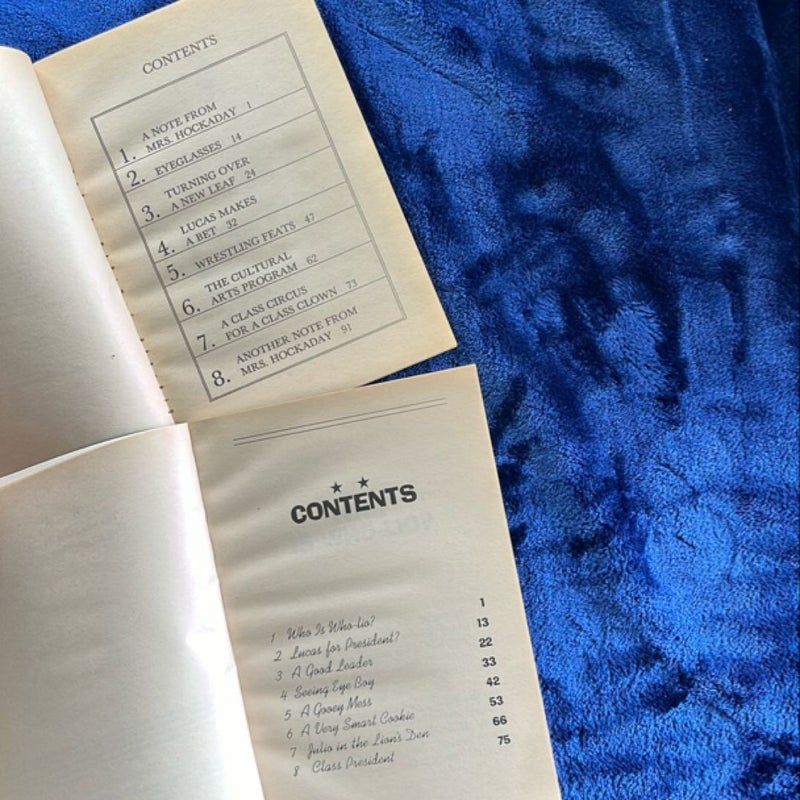 CONTENTS
1. A NOTE FROM
MRS. HOCKADAY 1
2. EYEGLASSES 14
3. TURNING OVER
A NEW LEAF 24
4. LUCAS MAKES
A BET 32
5. WRESTLING FEATS 47
6. THE CULTURAL
ARTS PROGRAM 62
7. A CLASS CIRCUS
FOR A CLASS CLOWN 73
8. ANOTHER NOTE FROM
MRS. HOCKADAY 91
CONTENTS
1 Who Is Who-lio? 1
2 Lucas for President? 13
3 A Good Leader 22
4 Seeing Eye Boy 33
5 A Gooey Mess 42
6 A Very Smart Cookie 53
7 Julio in the Lion's Den 66
8 Class President 75